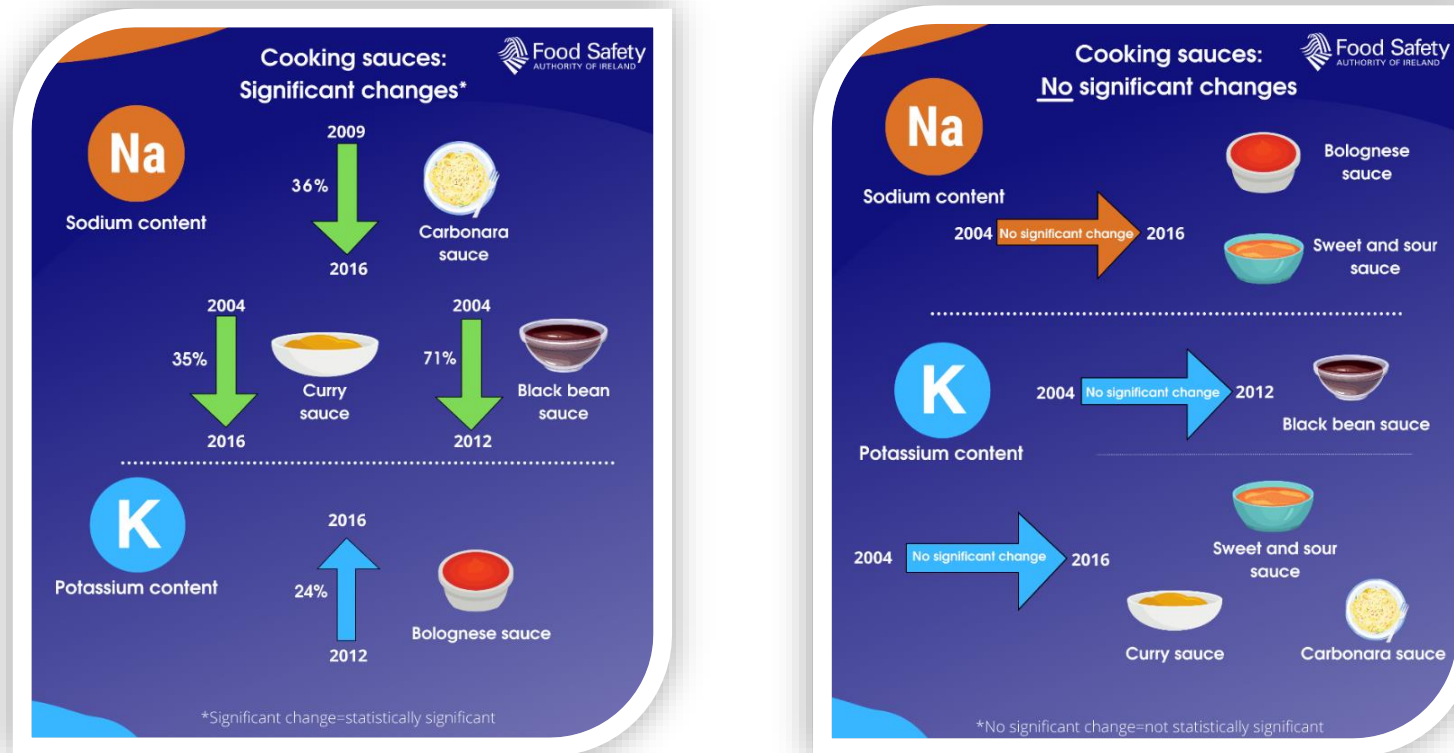 Cooking sauces:
Significant changes*
Food Safety
AUTHORITY OF IRELAND
Na
Sodium content
2009
36%
2016
Carbonara
sauce
2004
35%
2016
Curry
sauce
2004
71%
2012
Black bean
sauce
K
Potassium content
2016
24%
2012
Bolognese sauce
*Significant change=statistically significant
Cooking sauces:
No significant changes
Food Safety
AUTHORITY OF IRELAND
Na
Sodium content
2004 No significant change 2016
Bolognese
sauce
Sweet and sour
sauce
K
Potassium content
2004 No significant change 2012
Black bean sauce
2004 No significant change 2016
Sweet and sour
sauce
Curry sauce
Carbonara sauce
*No significant change=not statistically significant